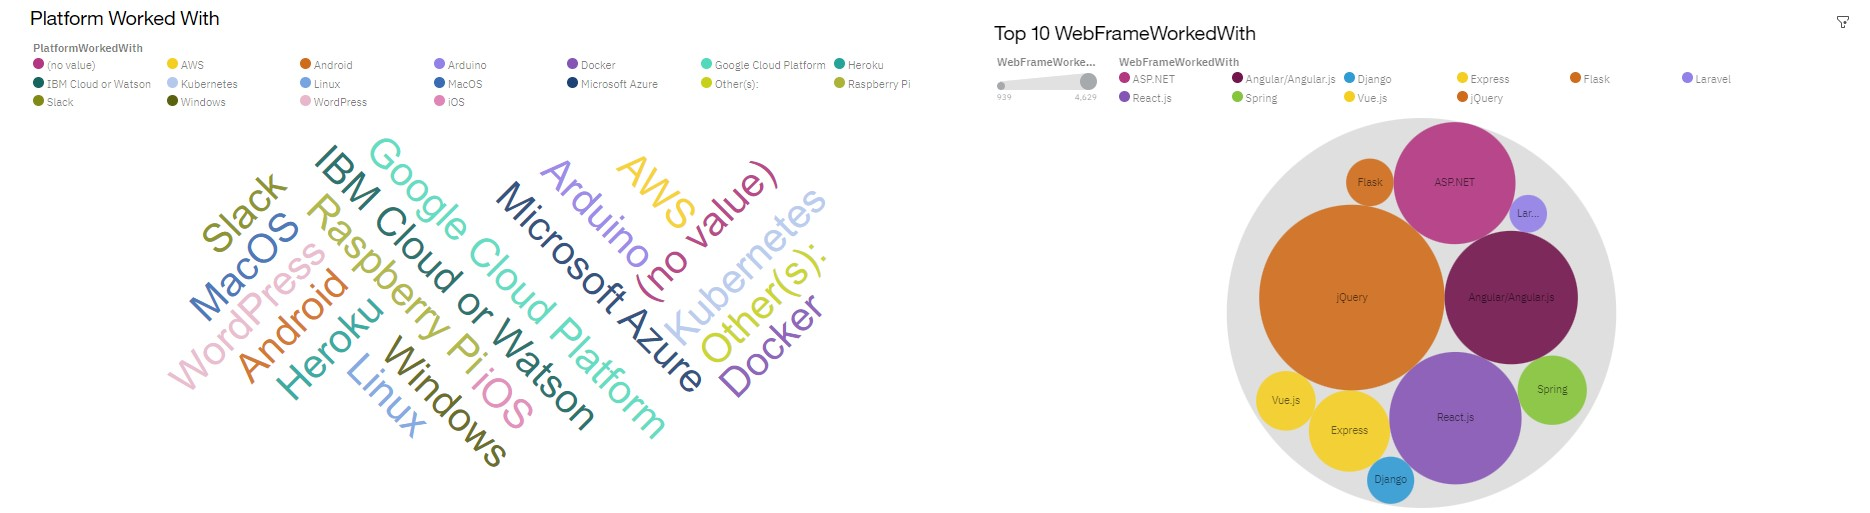 Platform Worked With
PlatformWorkedWith
(no value) AWS Android Arduino Docker Google Cloud Platform Heroku
IBM Cloud or Watson Kubernetes Linux MacOS Microsoft Azure Other(s): Raspberry Pi
Slack Windows WordPress iOS
Slack
MacOS
WordPress
Android
Heroku
Linux
Windows
iOS
Raspberry Pi
IBM Cloud or Watson
Google Cloud Platform
Microsoft Azure
Arduino
AWS
(no value)
Kubernetes
Other(s):
Docker
Top 10 WebFrameWorkedWith
WebFrameWorke... WebFrameWorkedWith
939 4,629
ASP.NET Angular/Angular.js Django Express Flask Laravel
React.js Spring Vue.js jQuery
Flask
ASP.NET
Lar...
jQuery
Angular/Angular.js
Vue.js
Express
React.js
Spring
Django